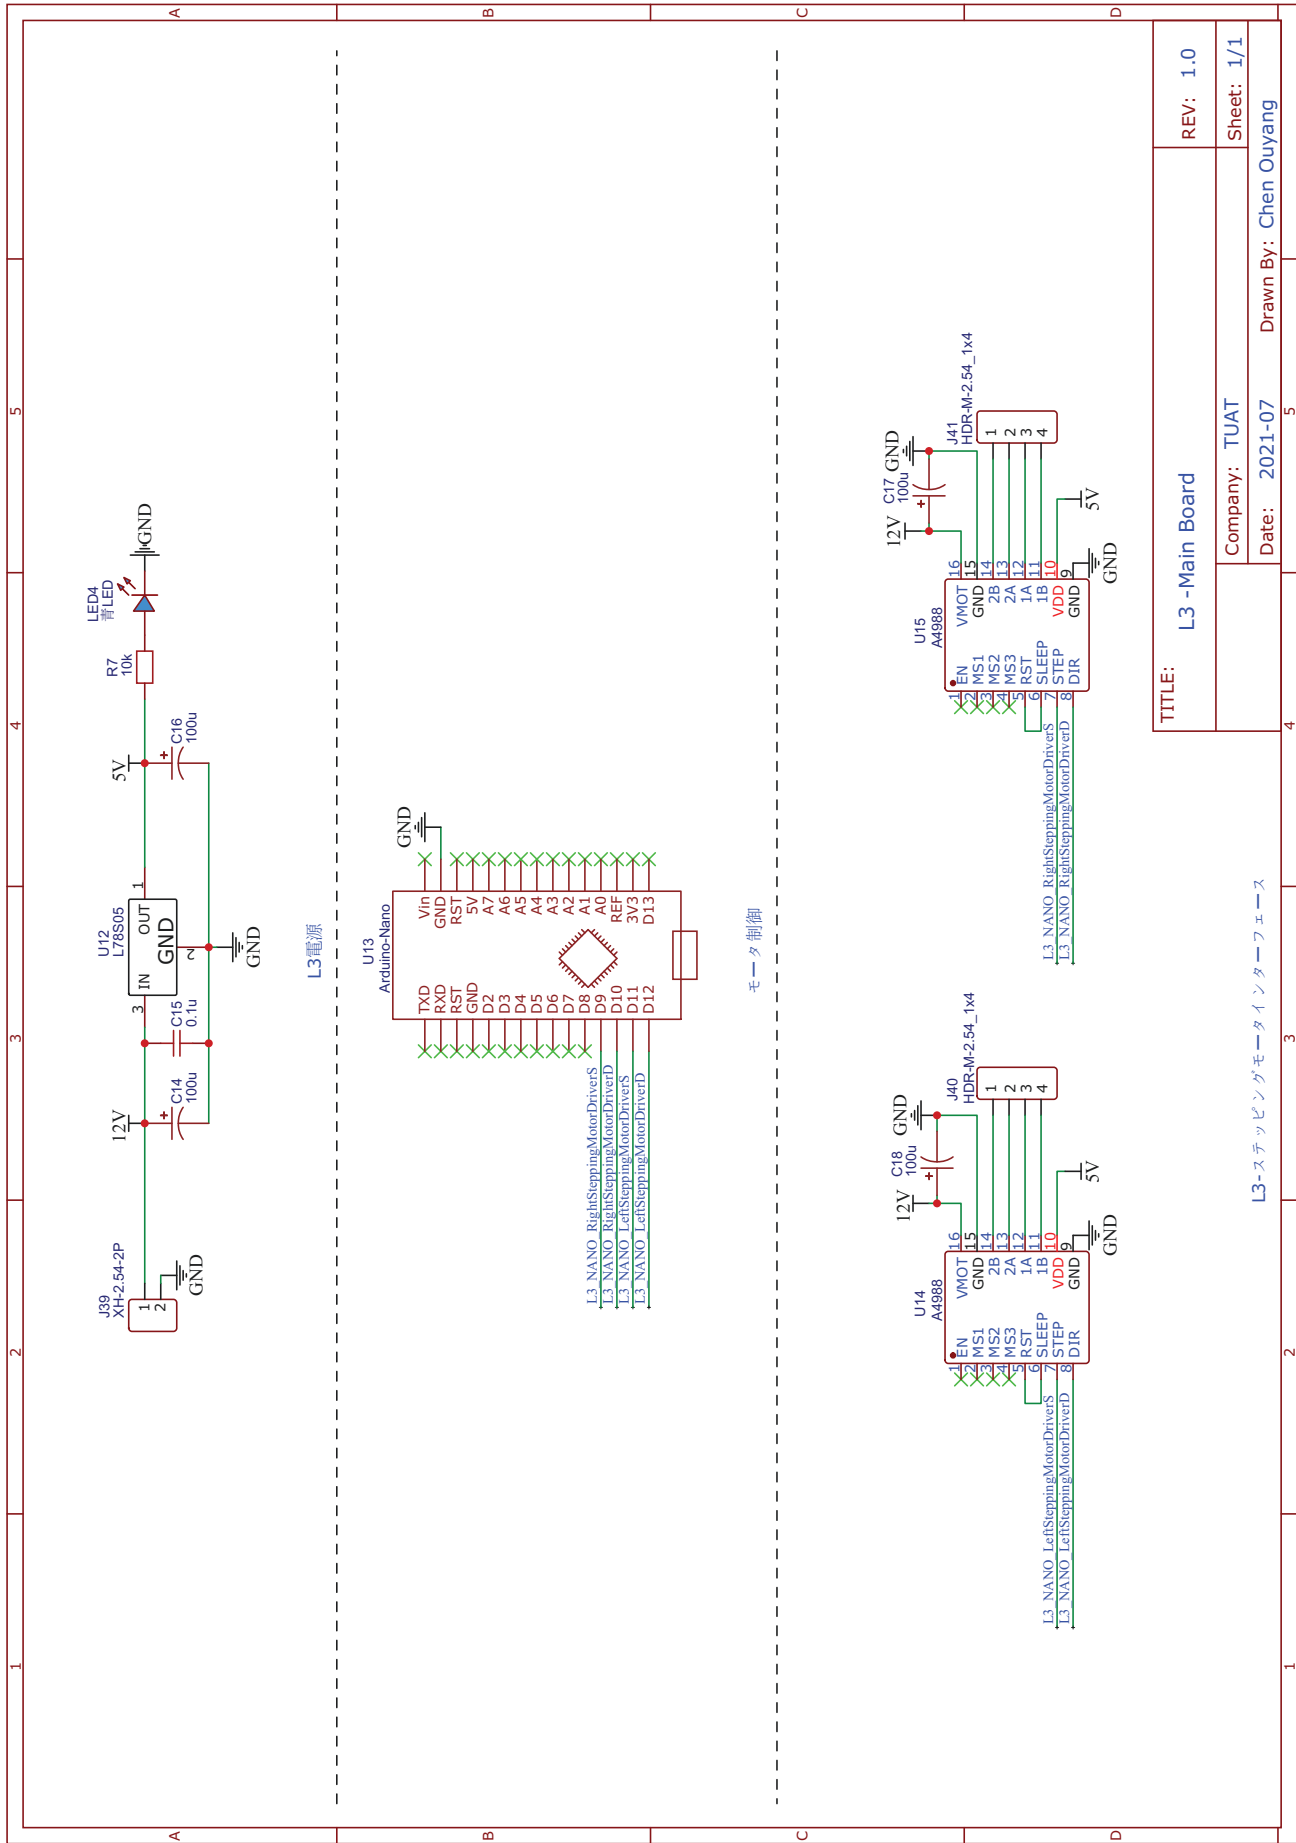 1
2
3
4
5
A
J39
XH-2.54-2P
1
2
GND
12V
C14
100u
C15
0.1u
U12
L78S05
3
IN
OUT
1
GND
2
GND
5V
C16
100u
R7
10k
LED4
青LED
GND
L3電源
A
B
U13
Arduino-Nano
TXD
RXD
RST
GND
D2
D3
D4
D5
D6
D7
D8
D9
D10
D11
D12
Vin
GND
RST
5V
A7
A6
A5
A4
A3
A2
A1
A0
REF
3V3
D13
GND
L3_NANO_RightSteppingMotorDriverS
L3_NANO_RightSteppingMotorDriverD
L3_NANO_LeftSteppingMotorDriverS
L3_NANO_LeftSteppingMotorDriverD
モータ制御
B
C
C
D
L3_NANO_LeftSteppingMotorDriverS
L3_NANO_LeftSteppingMotorDriverD
U14
A4988
1 EN VMOT 16
2 MS1 GND 15
3 MS2 2B 14
4 MS3 2A 13
5 RST 1A 12
6 SLEEP 1B 11
7 STEP VDD 10
8 DIR GND 9
GND
5V
12V
C18
100u
GND
J40
HDR-M-2.54_1x4
1
2
3
4
L3_NANO_RightSteppingMotorDriverS
L3_NANO_RightSteppingMotorDriverD
U15
A4988
1 EN VMOT 16
2 MS1 GND 15
3 MS2 2B 14
4 MS3 2A 13
5 RST 1A 12
6 SLEEP 1B 11
7 STEP VDD 10
8 DIR GND 9
GND
5V
12V
C17
100u
GND
J41
HDR-M-2.54_1x4
1
2
3
4
L3-ステッピングモータインターフェース
D
TITLE:
L3 -Main Board
REV: 1.0
Company: TUAT
Sheet: 1/1
Date: 2021-07
Drawn By: Chen Ouyang
1
2
3
4
5